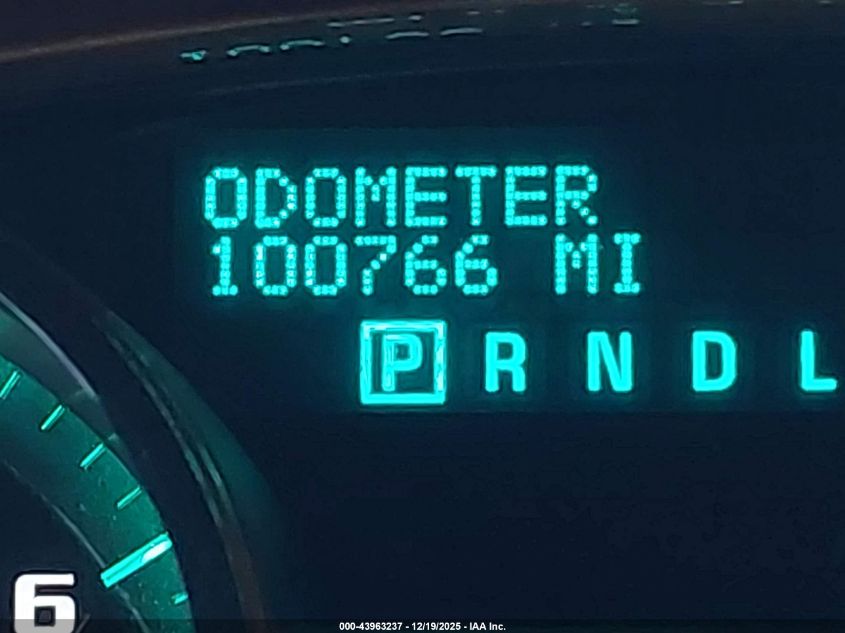 ODOMETER
100766 MI
P R N D L
6
000-43963237 - 12/19/2025 - IAA Inc.